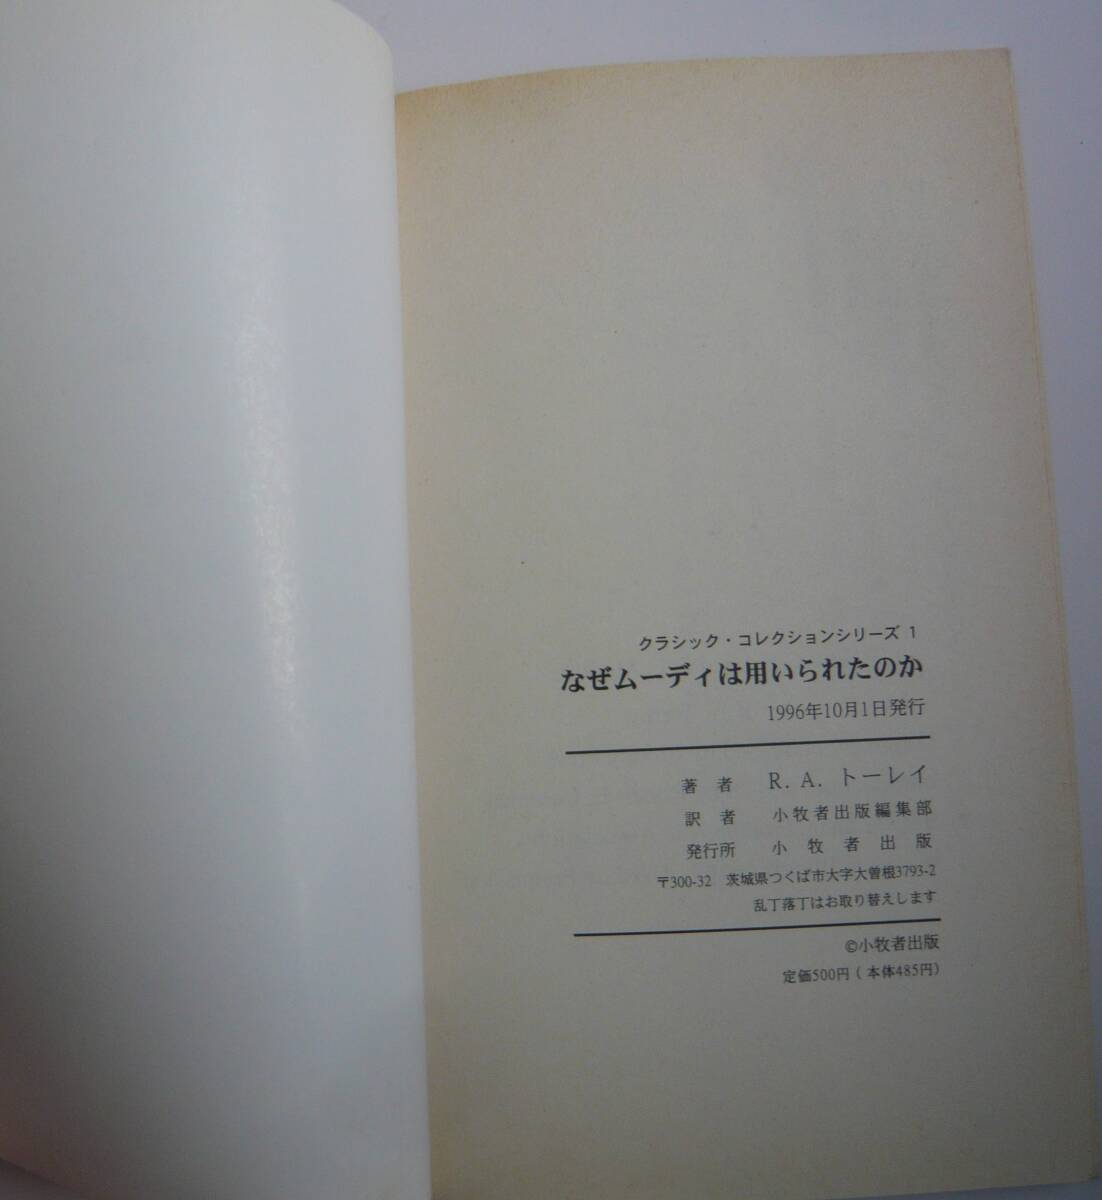 クラシック・コレクションシリーズ 1
なぜムーディは用いられたのか
1996年10月1日発行
著 者 R. A. トーレイ
訳 者 小牧者出版編集部
発行所 小牧者出版
〒300-32 茨城県つくば市大字大曽根3793-2
乱丁落丁はお取り替えします
©小牧者出版
定価500円（本体485円）